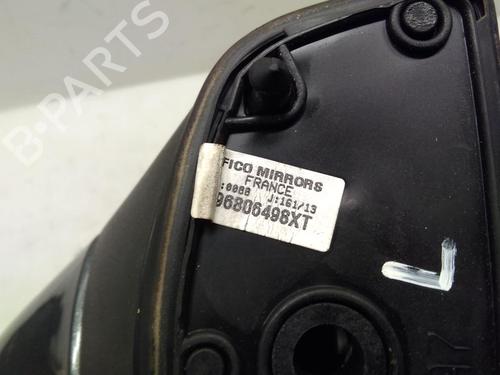 B-PARTS
FICO MIRRORS
FRANCE
:0088 J:161/13
96806498XT
L